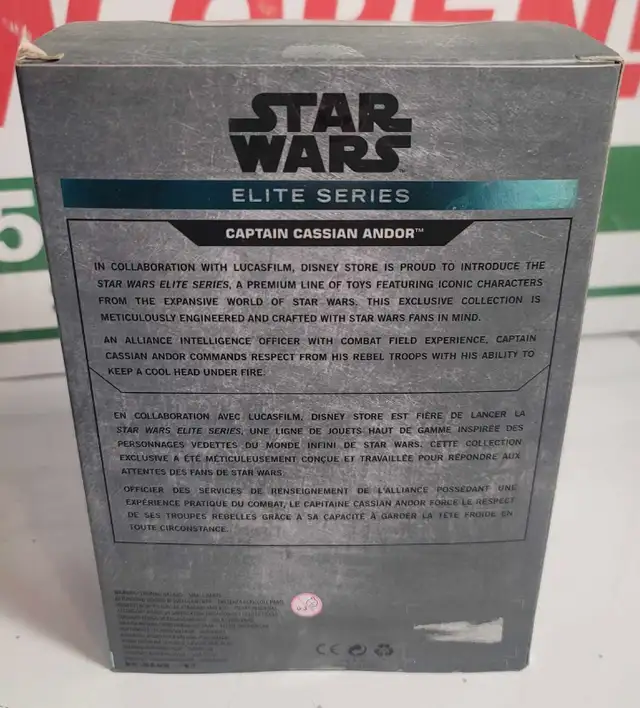 OPEN
5
STAR
WARS™
ELITE SERIES
CAPTAIN CASSIAN ANDOR™
IN COLLABORATION WITH LUCASFILM, DISNEY STORE IS PROUD TO INTRODUCE THE
STAR WARS ELITE SERIES, A PREMIUM LINE OF TOYS FEATURING ICONIC CHARACTERS
FROM THE EXPANSIVE WORLD OF STAR WARS. THIS EXCLUSIVE COLLECTION IS
METICULOUSLY ENGINEERED AND CRAFTED WITH STAR WARS FANS IN MIND.
AN ALLIANCE INTELLIGENCE OFFICER WITH COMBAT FIELD EXPERIENCE, CAPTAIN
CASSIAN ANDOR COMMANDS RESPECT FROM HIS REBEL TROOPS WITH HIS ABILITY TO
KEEP A COOL HEAD UNDER FIRE.
EN COLLABORATION AVEC LUCASFILM, DISNEY STORE EST FIÈRE DE LANCER LA
STAR WARS ELITE SERIES, UNE LIGNE DE JOUETS HAUT DE GAMME INSPIRÉE DES
PERSONNAGES VEDETTES DU MONDE INFINI DE STAR WARS. CETTE COLLECTION
EXCLUSIVE A ÉTÉ MÉTICULEUSEMENT CONÇUE ET TRAVAILLÉE POUR RÉPONDRE AUX
ATTENTES DES FANS DE STAR WARS.
OFFICIER DES SERVICES DE RENSEIGNEMENT DE L'ALLIANCE POSSÉDANT UNE
EXPÉRIENCE PRATIQUE DU COMBAT, LE CAPITAINE CASSIAN ANDOR FORCE LE RESPECT
DE SES TROUPES REBELLES GRÂCE À SA CAPACITÉ À GARDER LA TÊTE FROIDE EN
TOUTE CIRCONSTANCE.
CE